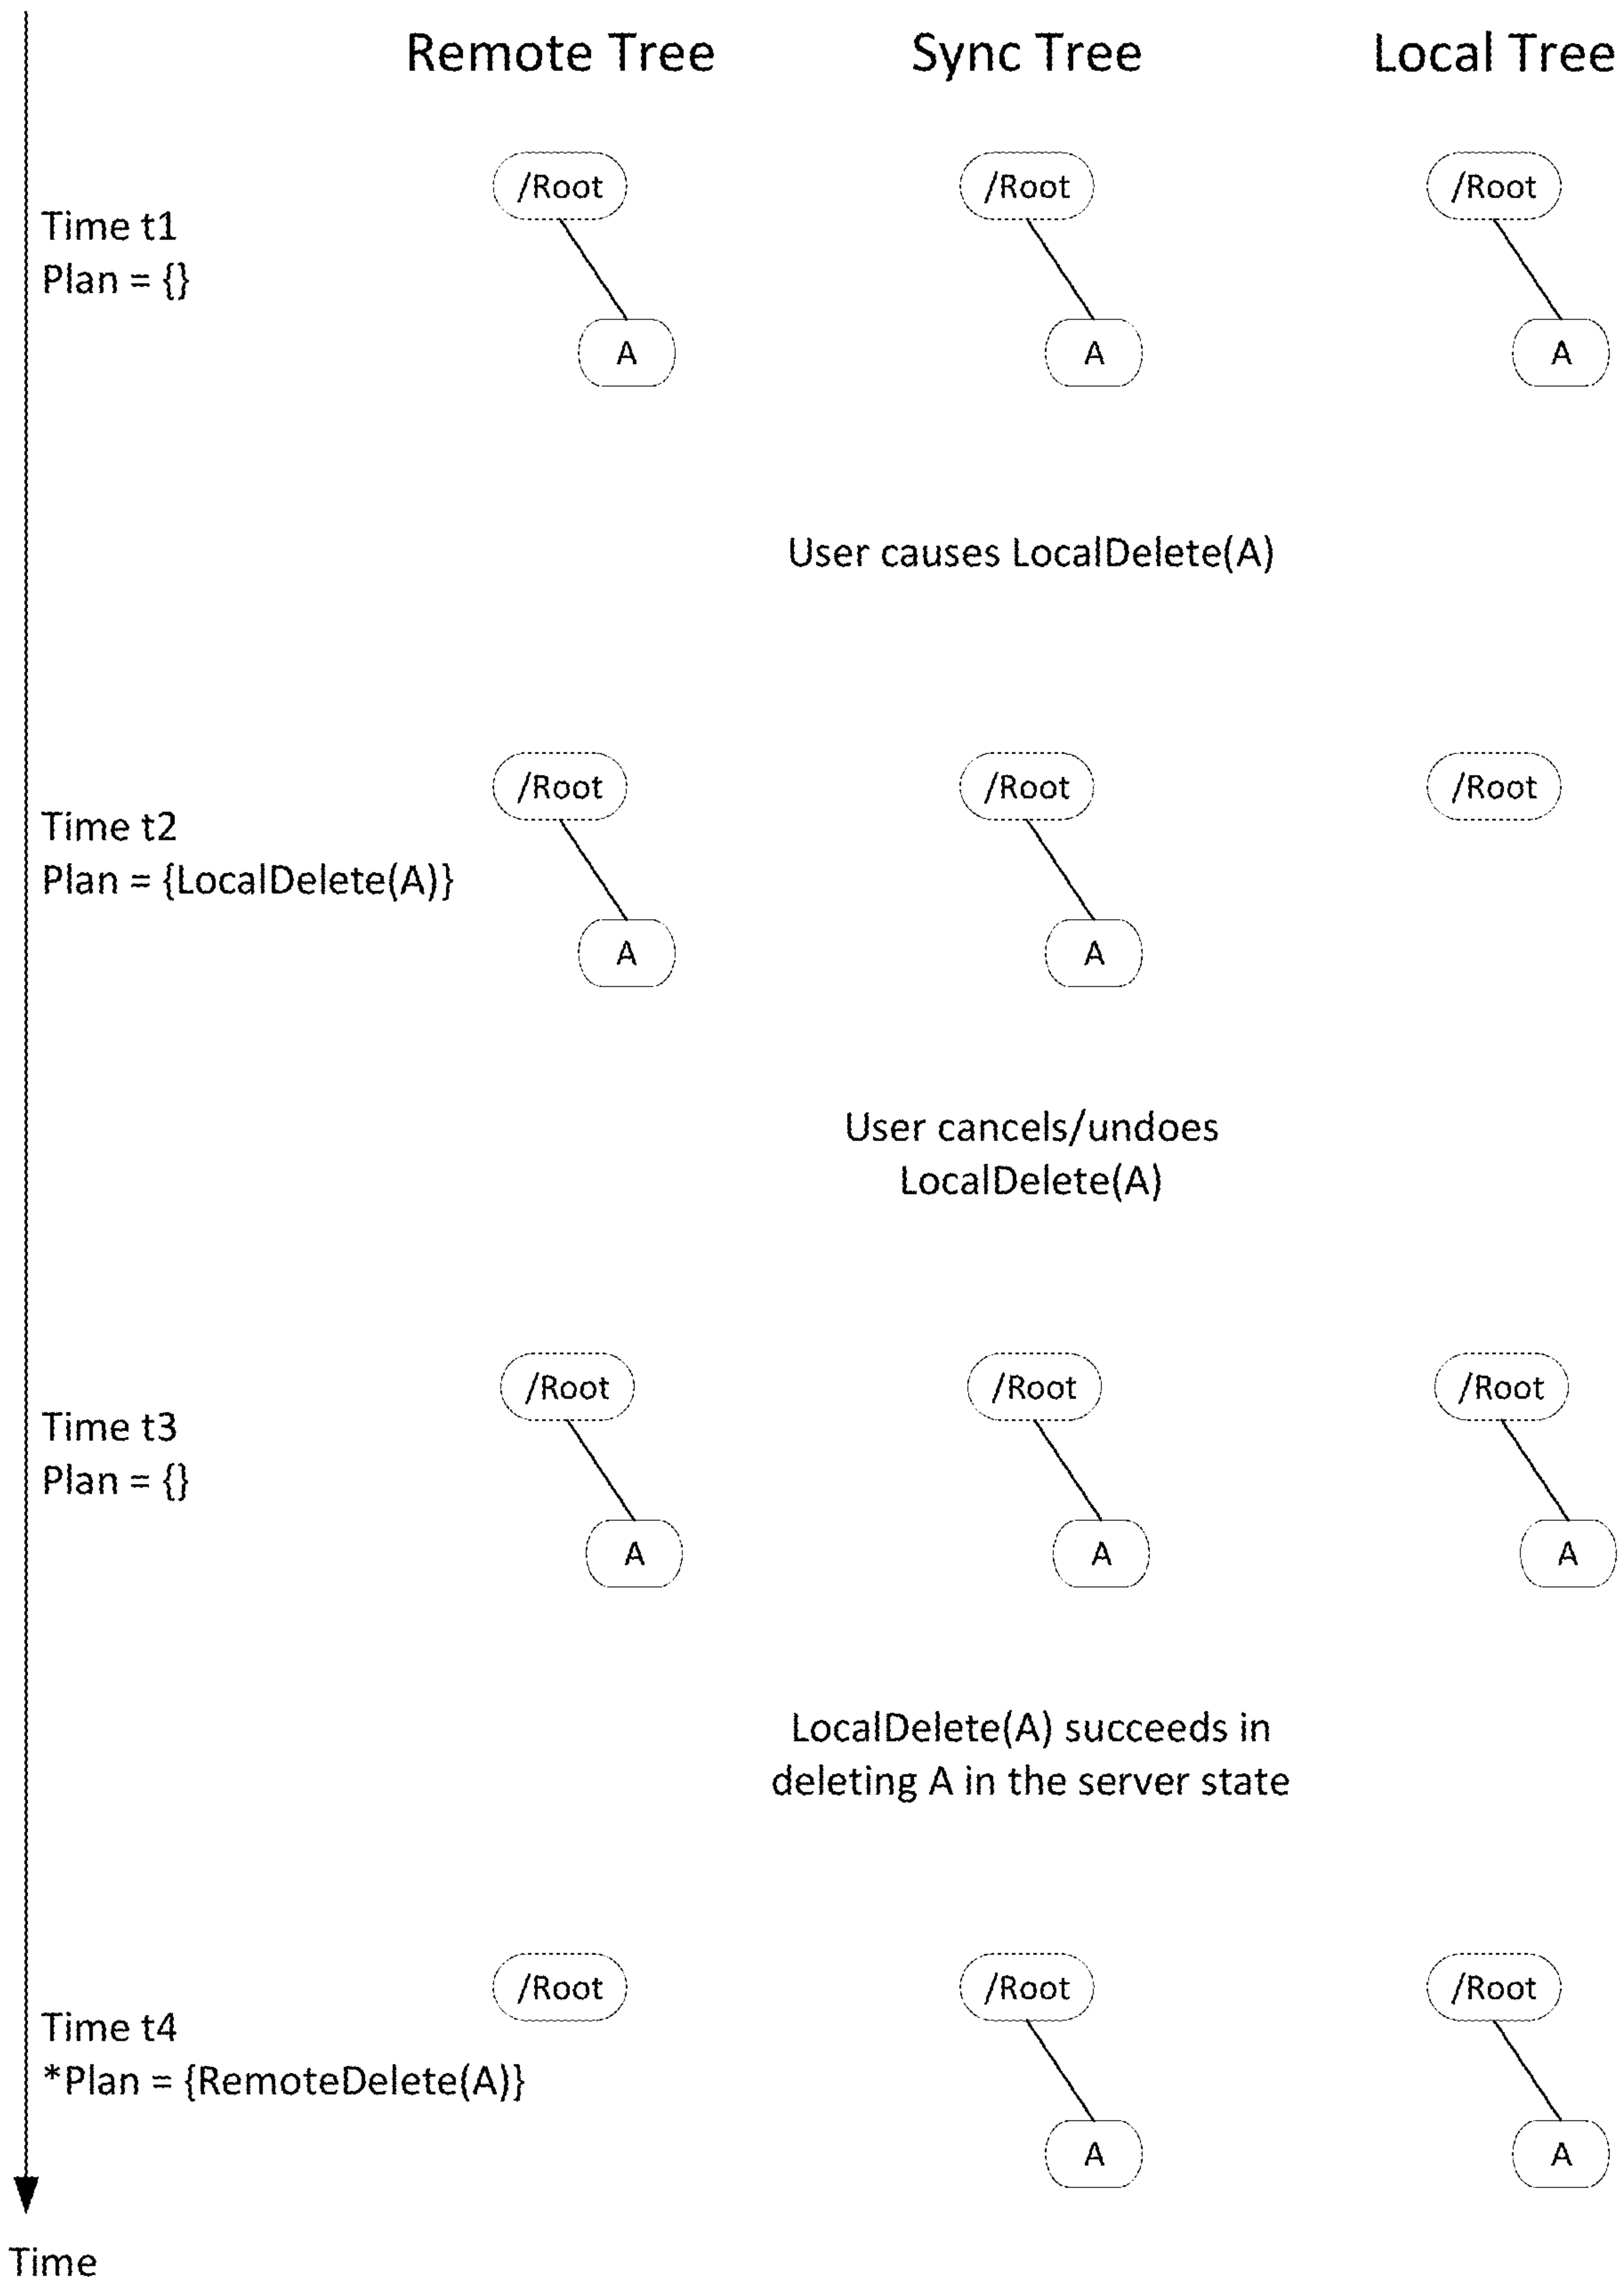 Remote Tree Sync Tree Local Tree
/Root /Root /Root
Time t1
Plan = {}
A A A
User causes LocalDelete(A)
/Root /Root /Root
Time t2
Plan = {LocalDelete(A)}
A A
User cancels/undoes
LocalDelete(A)
/Root /Root /Root
Time t3
Plan = {}
A A A
LocalDelete(A) succeeds in
deleting A in the server state
/Root /Root /Root
Time t4
*Plan = {RemoteDelete(A)}
A A
Time